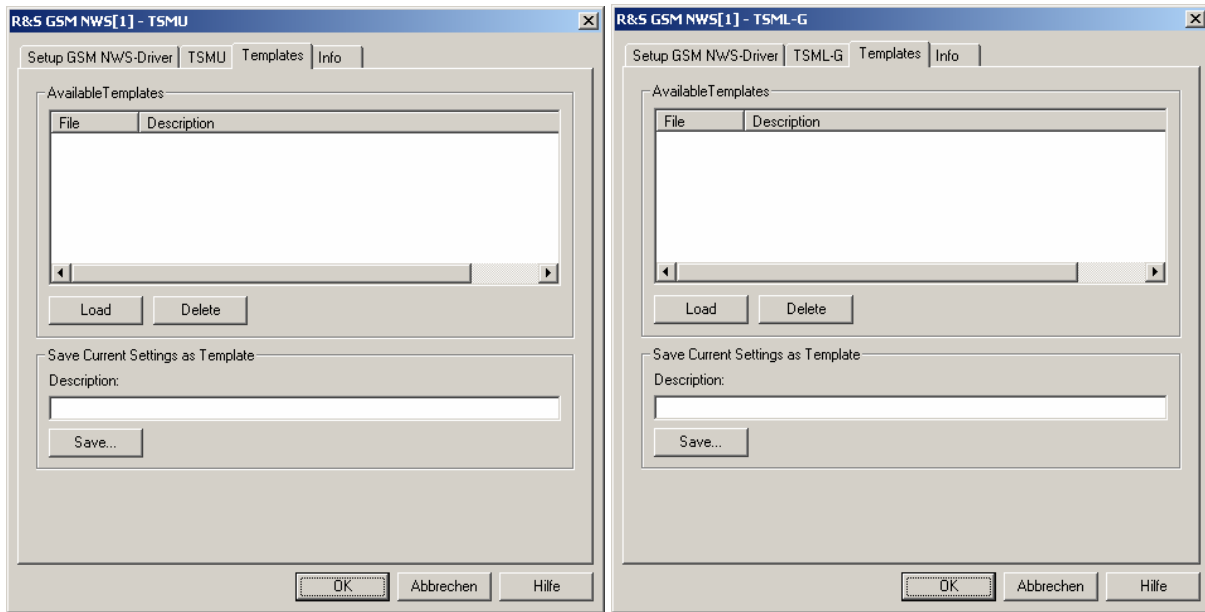 R&S GSM NWS[1] - TSMU
Setup GSM NWS-Driver TSMU Templates Info
AvailableTemplates
File Description
Load Delete
Save Current Settings as Template
Description:
Save...
OK Abbrechen Hilfe
R&S GSM NWS[1] - TSML-G
Setup GSM NWS-Driver TSML-G Templates Info
AvailableTemplates
File Description
Load Delete
Save Current Settings as Template
Description:
Save...
OK Abbrechen Hilfe